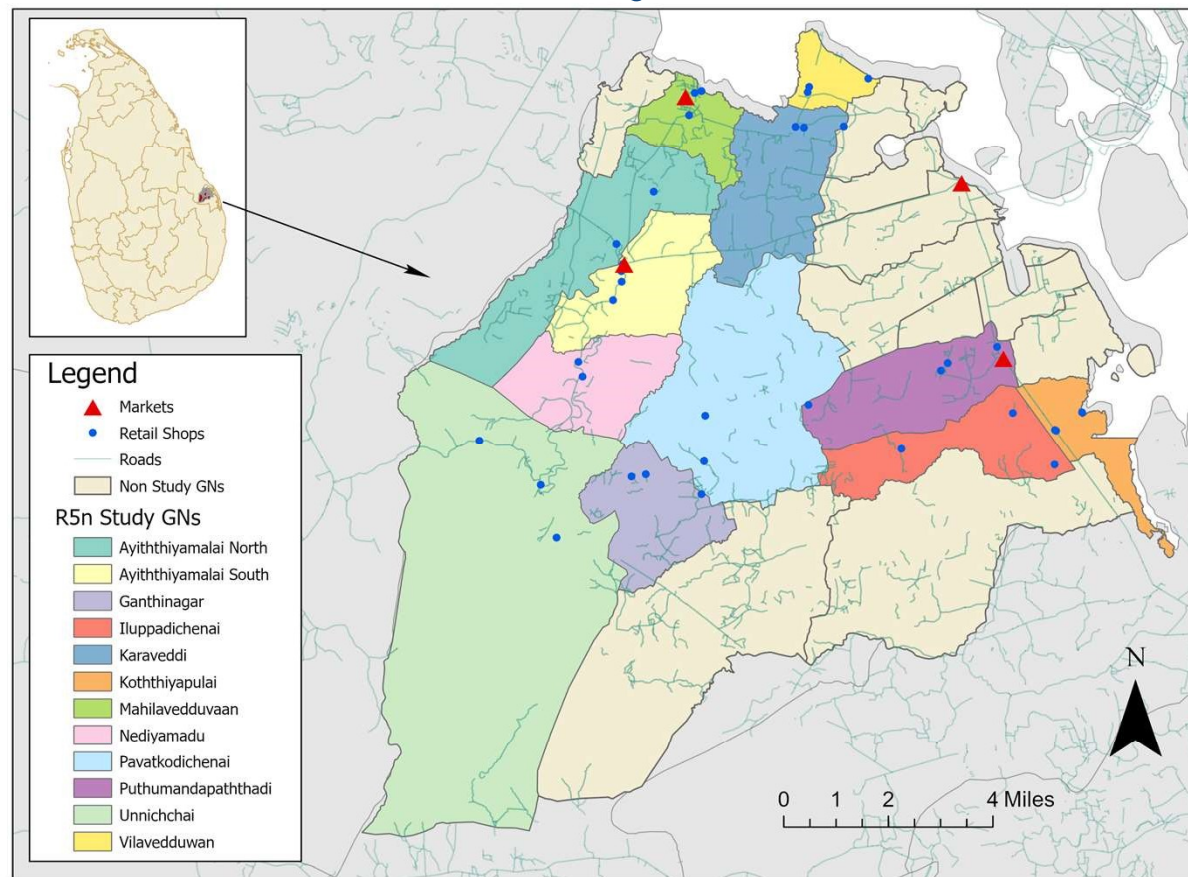 Legend
Markets
Retail Shops
Roads
Non Study GNs
R5n Study GNs
Ayiththiyamalai North
Ayiththiyamalai South
Ganthinagar
Iluppadichenai
Karaveddi
Koththiyapulai
Mahilavedduvaan
Nediyamadu
Pavatkodichenai
Puthumandapaththadi
Unnichchai
Vilavedduwan
N
0 1 2 4 Miles